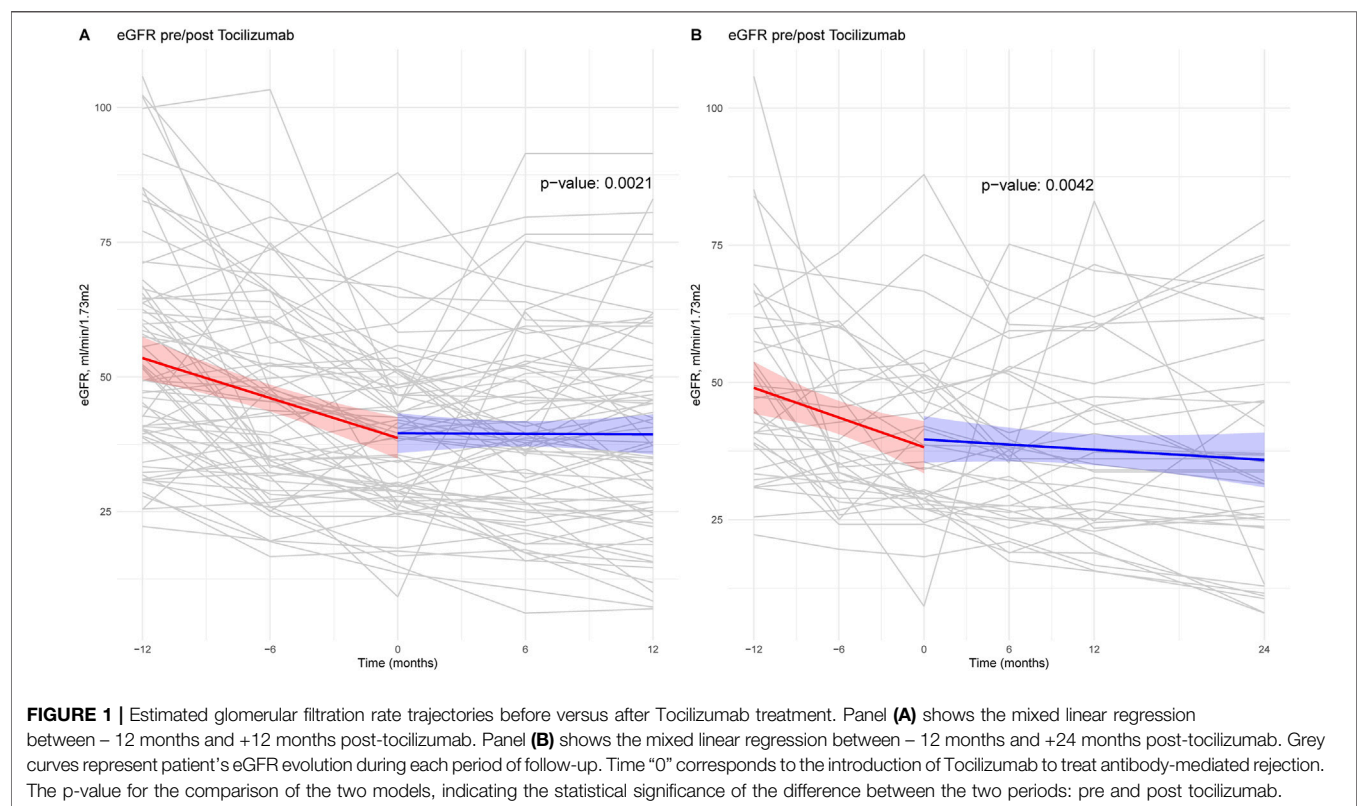 A eGFR pre/post Tocilizumab
100
75
50
25
eGFR, ml/min/1.73m2
p−value: 0.0021
−12 −6 0 6 12
Time (months)
B eGFR pre/post Tocilizumab
100
75
50
25
eGFR, ml/min/1.73m2
p−value: 0.0042
−12 −6 0 6 12 24
Time (months)
FIGURE 1 | Estimated glomerular filtration rate trajectories before versus after Tocilizumab treatment. Panel (A) shows the mixed linear regression
between – 12 months and +12 months post-tocilizumab. Panel (B) shows the mixed linear regression between – 12 months and +24 months post-tocilizumab. Grey
curves represent patient's eGFR evolution during each period of follow-up. Time “0” corresponds to the introduction of Tocilizumab to treat antibody-mediated rejection.
The p-value for the comparison of the two models, indicating the statistical significance of the difference between the two periods: pre and post tocilizumab.